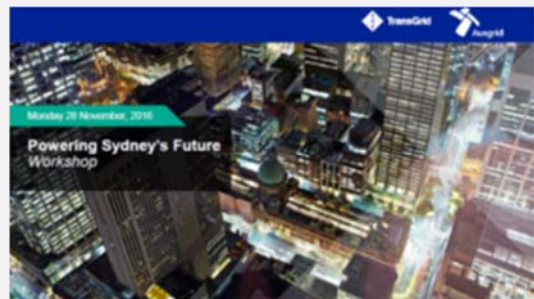 TransGrid
Ausgrid
Monday 28 November, 2016
Powering Sydney's Future
Workshop